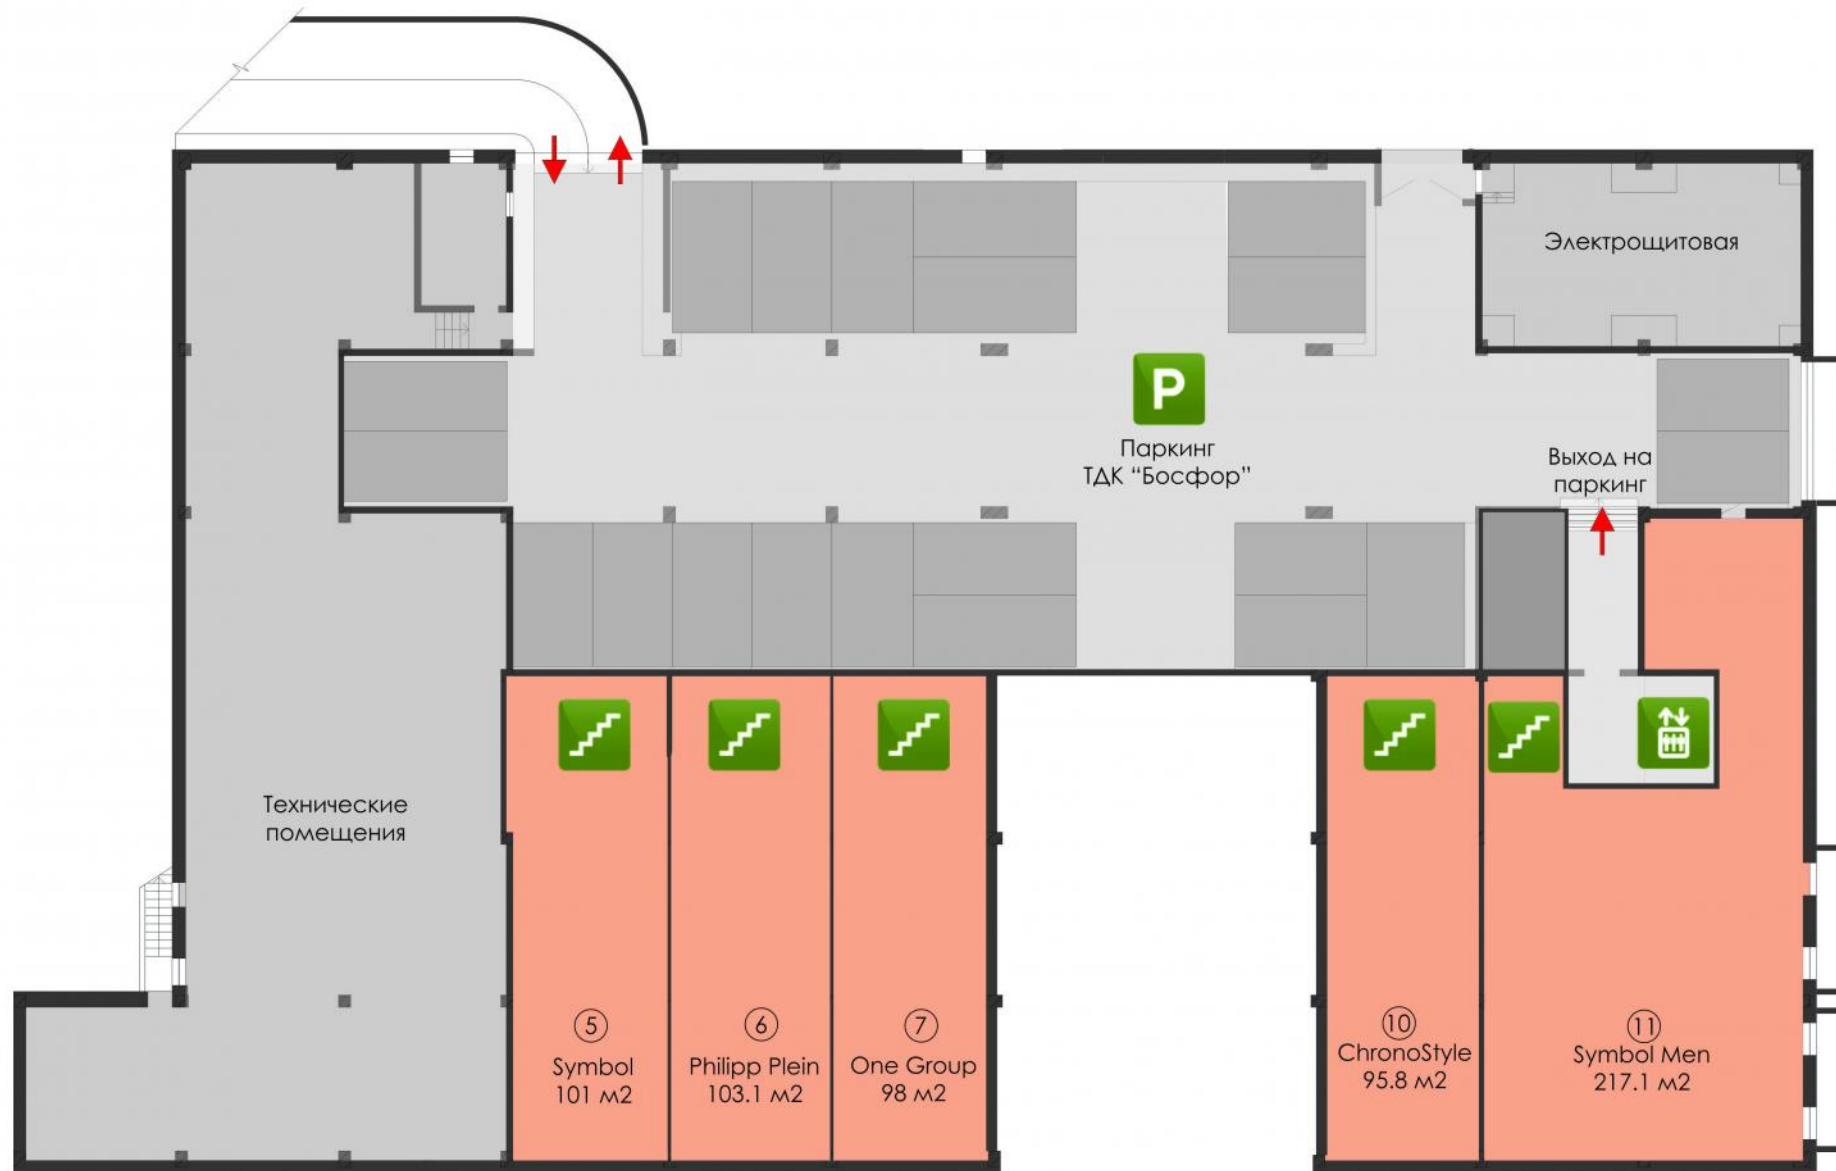 Электрощитовая
P
Паркинг
ТДК “Босфор”
Выход на
паркинг
Технические
помещения
5
Symbol
101 м2
6
Philipp Plein
103.1 м2
7
One Group
98 м2
10
ChronoStyle
95.8 м2
11
Symbol Men
217.1 м2